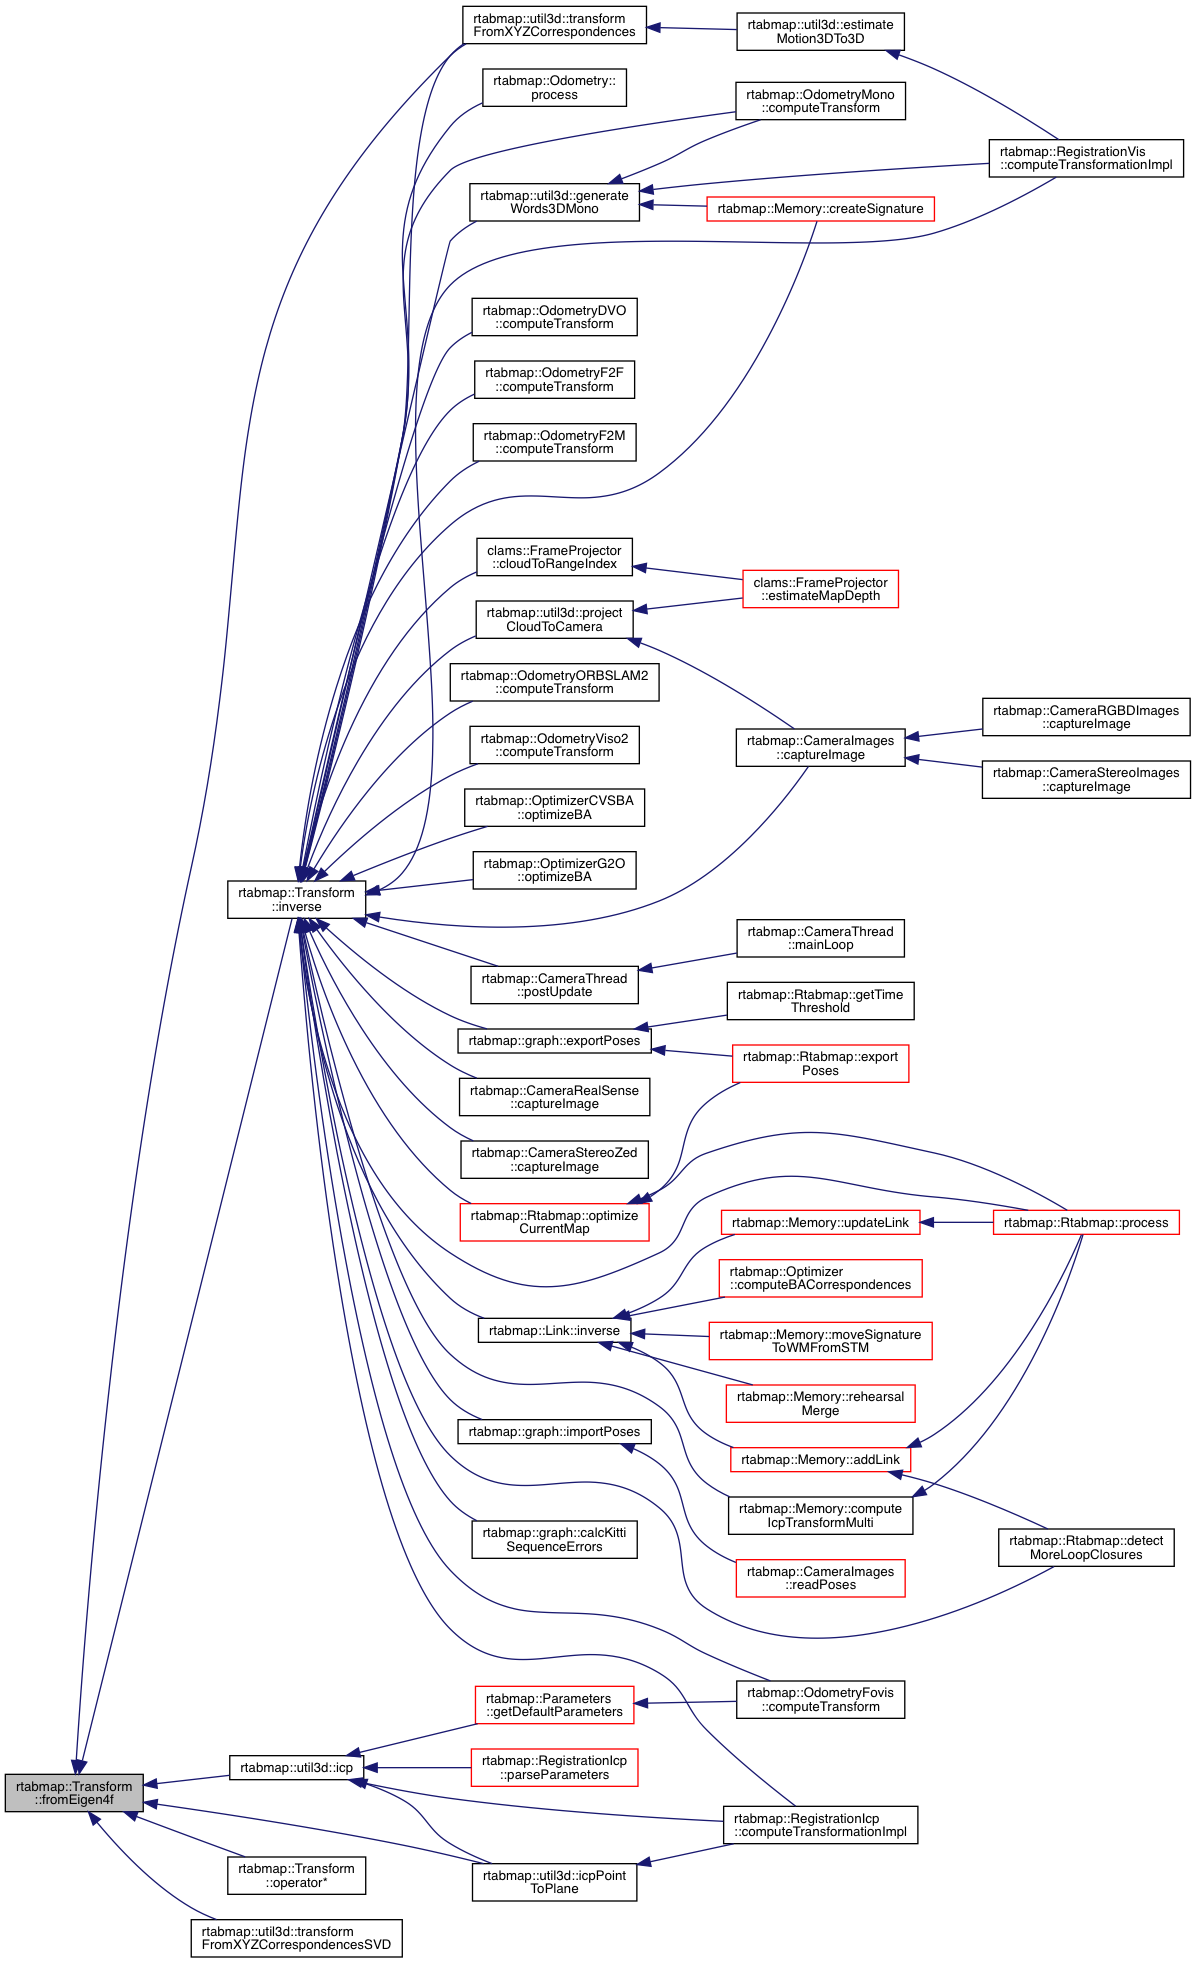 rtabmap::util3d::transform
FromXYZCorrespondences
rtabmap::util3d::estimate
Motion3DTo3D
rtabmap::Odometry::
process
rtabmap::OdometryMono
::computeTransform
rtabmap::RegistrationVis
::computeTransformationImpl
rtabmap::util3d::generate
Words3DMono
rtabmap::Memory::createSignature
rtabmap::OdometryDVO
::computeTransform
rtabmap::OdometryF2F
::computeTransform
rtabmap::OdometryF2M
::computeTransform
clams::FrameProjector
::cloudToRangeIndex
clams::FrameProjector
::estimateMapDepth
rtabmap::util3d::project
CloudToCamera
rtabmap::OdometryORBSLAM2
::computeTransform
rtabmap::CameraRGBDImages
::captureImage
rtabmap::OdometryViso2
::computeTransform
rtabmap::CameraImages
::captureImage
rtabmap::CameraStereoImages
::captureImage
rtabmap::OptimizerCVSBA
::optimizeBA
rtabmap::OptimizerG2O
::optimizeBA
rtabmap::Transform
::inverse
rtabmap::CameraThread
::mainLoop
rtabmap::CameraThread
::postUpdate
rtabmap::Rtabmap::getTime
Threshold
rtabmap::graph::exportPoses
rtabmap::Rtabmap::export
Poses
rtabmap::CameraRealSense
::captureImage
rtabmap::CameraStereoZed
::captureImage
rtabmap::Rtabmap::optimize
CurrentMap
rtabmap::Memory::updateLink
rtabmap::Rtabmap::process
rtabmap::Optimizer
::computeBACorrespondences
rtabmap::Link::inverse
rtabmap::Memory::moveSignature
ToWMFromSTM
rtabmap::Memory::rehearsal
Merge
rtabmap::graph::importPoses
rtabmap::Memory::addLink
rtabmap::Memory::compute
IcpTransformMulti
rtabmap::graph::calcKitti
SequenceErrors
rtabmap::Rtabmap::detect
MoreLoopClosures
rtabmap::CameraImages
::readPoses
rtabmap::Parameters
::getDefaultParameters
rtabmap::OdometryFovis
::computeTransform
rtabmap::util3d::icp
rtabmap::RegistrationIcp
::parseParameters
rtabmap::Transform
::fromEigen4f
rtabmap::RegistrationIcp
::computeTransformationImpl
rtabmap::Transform
::operator*
rtabmap::util3d::icpPoint
ToPlane
rtabmap::util3d::transform
FromXYZCorrespondencesSVD